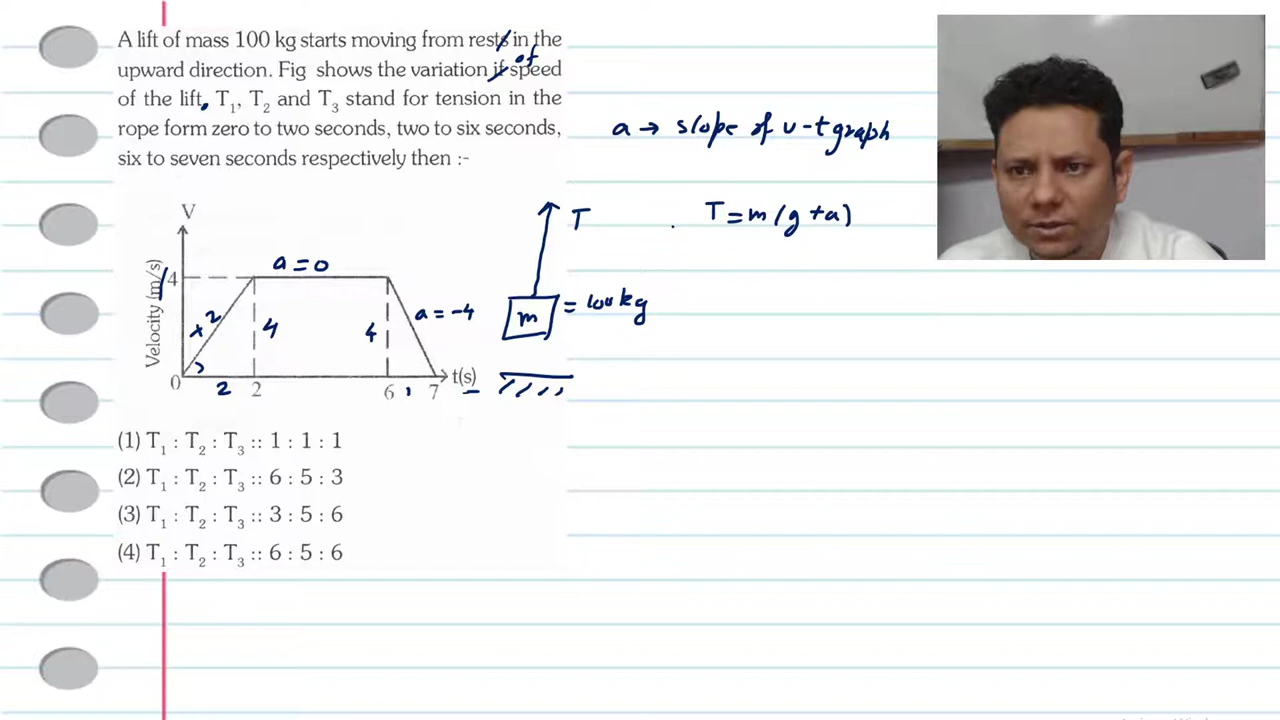 A lift of mass 100 kg starts moving from rests in the
upward direction. Fig shows the variation if of speed
of the lift. T1, T2 and T3 stand for tension in the
rope form zero to two seconds, two to six seconds,
six to seven seconds respectively then :-
a → slope of v-t graph
T = m(g+a)
V
Velocity (m/s)
4
a = 0
+2
4
4
a = -4
0
2
2
6
1
7
t(s)
T
m
= 100 kg
(1) T1 : T2 : T3 :: 1 : 1 : 1
(2) T1 : T2 : T3 :: 6 : 5 : 3
(3) T1 : T2 : T3 :: 3 : 5 : 6
(4) T1 : T2 : T3 :: 6 : 5 : 6